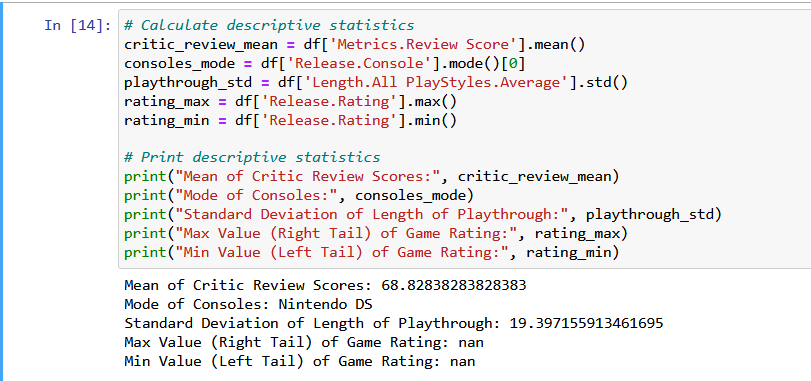 In [14]: # Calculate descriptive statistics
critic_review_mean = df['Metrics.Review Score'].mean()
consoles_mode = df['Release.Console'].mode()[0]
playthrough_std = df['Length.All PlayStyles.Average'].std()
rating_max = df['Release.Rating'].max()
rating_min = df['Release.Rating'].min()
# Print descriptive statistics
print("Mean of Critic Review Scores:", critic_review_mean)
print("Mode of Consoles:", consoles_mode)
print("Standard Deviation of Length of Playthrough:", playthrough_std)
print("Max Value (Right Tail) of Game Rating:", rating_max)
print("Min Value (Left Tail) of Game Rating:", rating_min)
Mean of Critic Review Scores: 68.82838283828383
Mode of Consoles: Nintendo DS
Standard Deviation of Length of Playthrough: 19.397155913461695
Max Value (Right Tail) of Game Rating: nan
Min Value (Left Tail) of Game Rating: nan